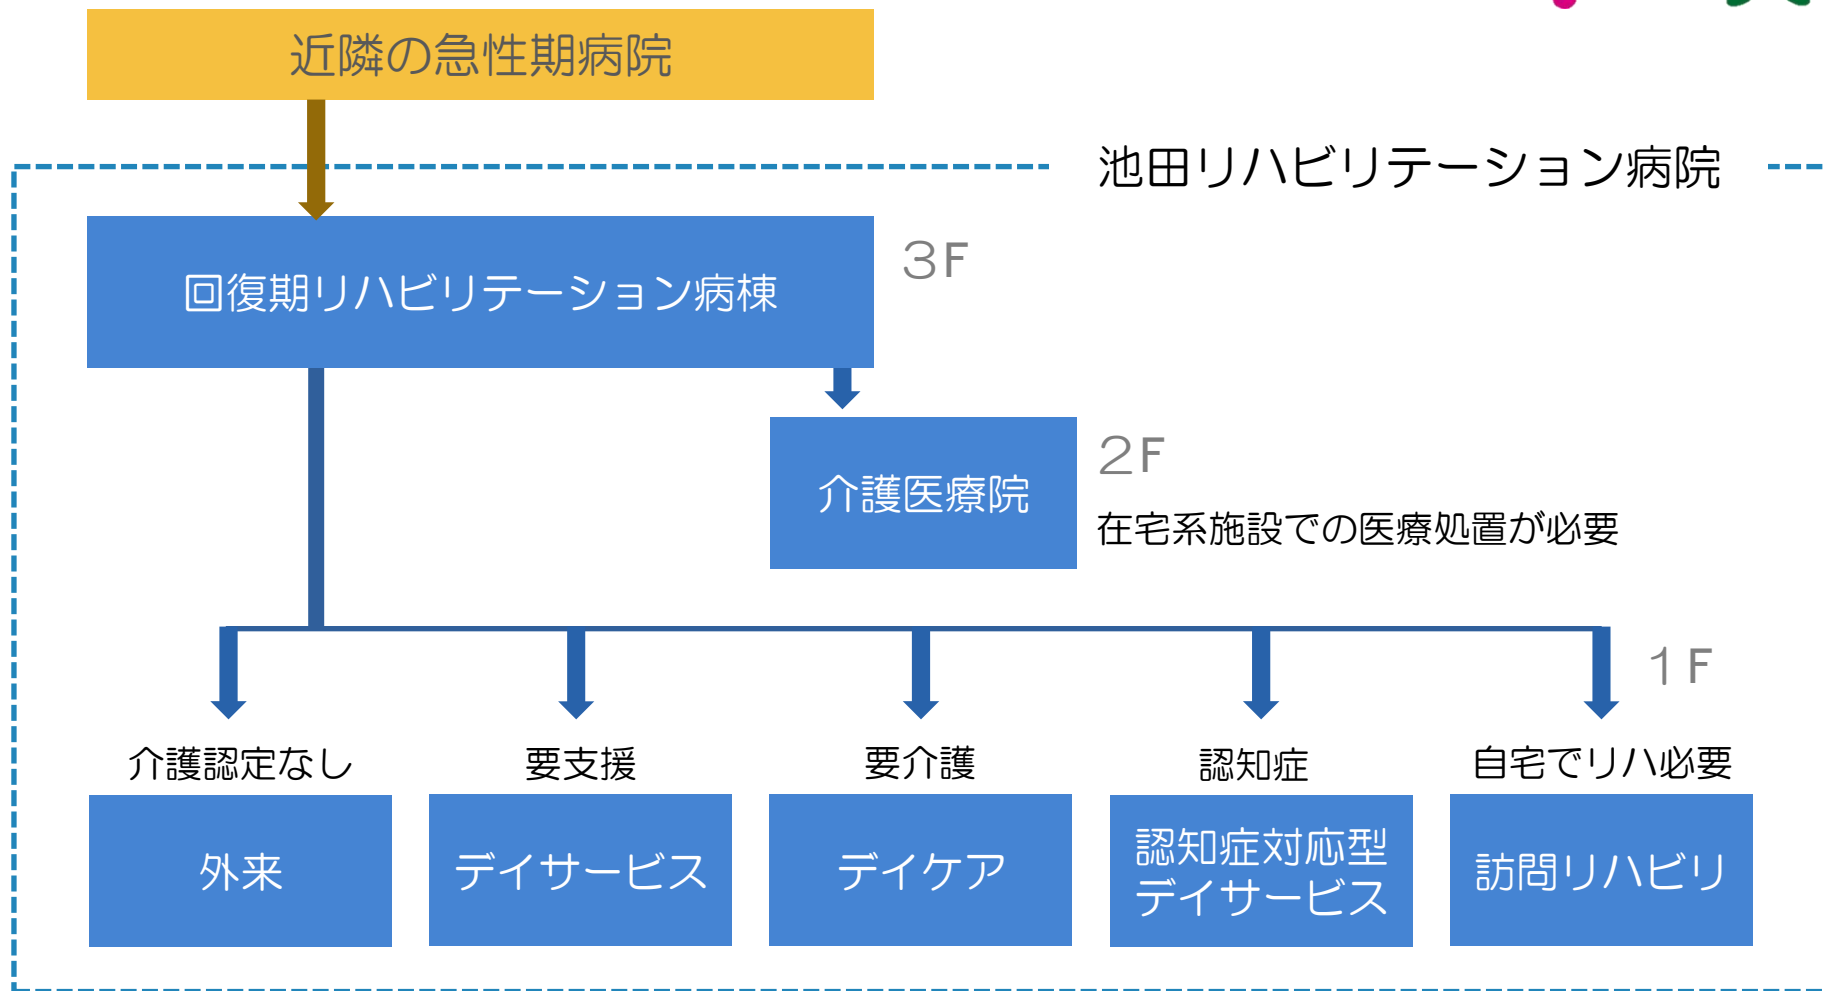 近隣の急性期病院
池田リハビリテーション病院
回復期リハビリテーション病棟
３F
介護医療院
２F
在宅系施設での医療処置が必要
１F
介護認定なし
要支援
要介護
認知症
自宅でリハ必要
外来
デイサービス
デイケア
認知症対応型
デイサービス
訪問リハビリ